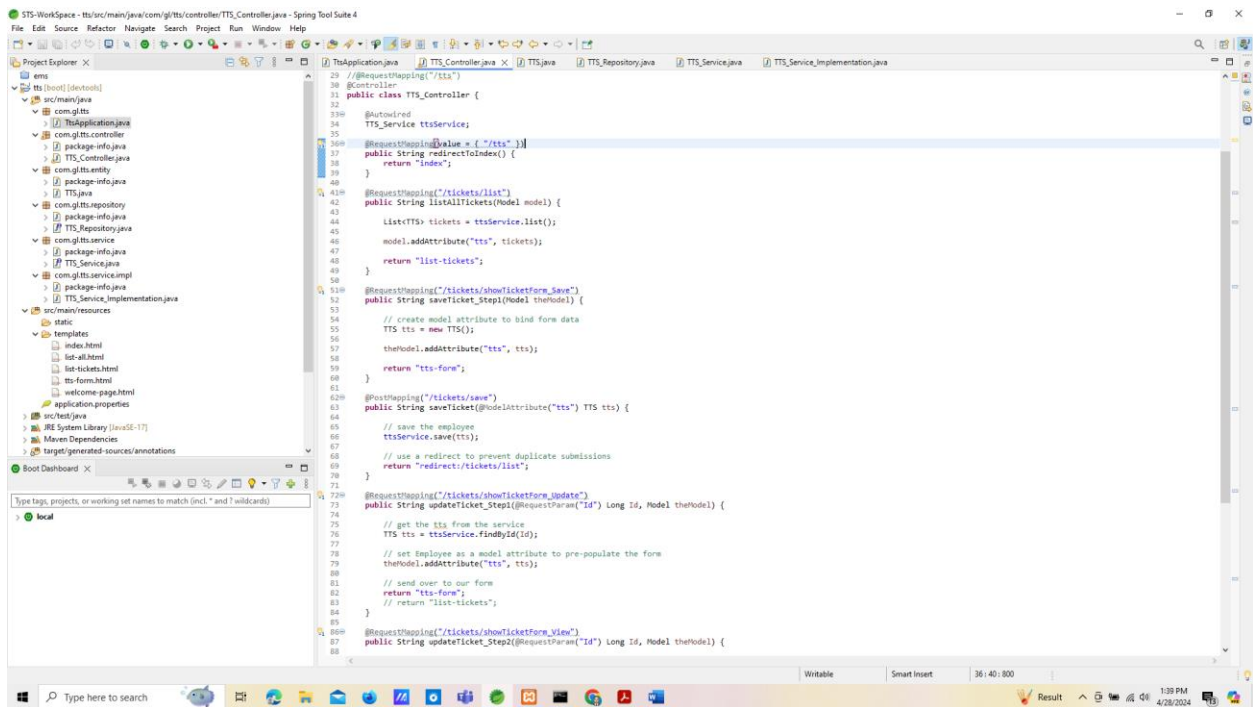 STS-WorkSpace - tts/src/main/java/com/gl/tts/controller/TTS_Controller.java - Spring Tool Suite 4
File Edit Source Refactor Navigate Search Project Run Window Help
Project Explorer
ems
tts [boot] [devtools]
src/main/java
com.gl.tts
TtsApplication.java
com.gl.tts.controller
package-info.java
TTS_Controller.java
com.gl.tts.entity
package-info.java
TTS.java
com.gl.tts.repository
package-info.java
TTS_Repository.java
com.gl.tts.service
package-info.java
TTS_Service.java
com.gl.tts.service.impl
package-info.java
TTS_Service_Implementation.java
src/main/resources
static
templates
index.html
list-all.html
list-tickets.html
tts-form.html
welcome-page.html
application.properties
src/test/java
JRE System Library [JavaSE-17]
Maven Dependencies
target/generated-sources/annotations
Boot Dashboard
Type tags, projects, or working set names to match (incl. * and ? wildcards)
local
TtsApplication.java TTS_Controller.java TTS.java TTS_Repository.java TTS_Service.java TTS_Service_Implementation.java
29 //@RequestMapping("/tts")
30 @Controller
31 public class TTS_Controller {
32
33 @Autowired
34 TTS_Service ttsService;
35
36 @RequestMapping(value = { "/tts" })
37 public String redirectToIndex() {
38 return "index";
39 }
40
41 @RequestMapping("/tickets/list")
42 public String listAllTickets(Model model) {
43
44 List<TTS> tickets = ttsService.list();
45
46 model.addAttribute("tts", tickets);
47
48 return "list-tickets";
49 }
50
51 @RequestMapping("/tickets/showTicketForm_Save")
52 public String saveTicket_Step1(Model theModel) {
53
54 // create model attribute to bind form data
55 TTS tts = new TTS();
56
57 theModel.addAttribute("tts", tts);
58
59 return "tts-form";
60 }
61
62 @PostMapping("/tickets/save")
63 public String saveTicket(@ModelAttribute("tts") TTS tts) {
64
65 // save the employee
66 ttsService.save(tts);
67
68 // use a redirect to prevent duplicate submissions
69 return "redirect:/tickets/list";
70 }
71
72 @RequestMapping("/tickets/showTicketForm_Update")
73 public String updateTicket_Step1(@RequestParam("Id") Long Id, Model theModel) {
74
75 // get the tts from the service
76 TTS tts = ttsService.findById(Id);
77
78 // set Employee as a model attribute to pre-populate the form
79 theModel.addAttribute("tts", tts);
80
81 // send over to our form
82 return "tts-form";
83 // return "list-tickets";
84 }
85
86 @RequestMapping("/tickets/showTicketForm_View")
87 public String updateTicket_Step2(@RequestParam("Id") Long Id, Model theModel) {
88
Writable Smart Insert 36 : 40 : 800
Type here to search
Result
1:39 PM
4/28/2024